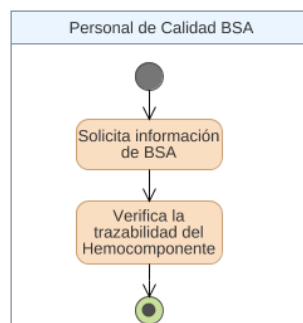 Personal de Calidad BSA
Solicita información
de BSA
Verifica la
trazabilidad del
Hemocomponente